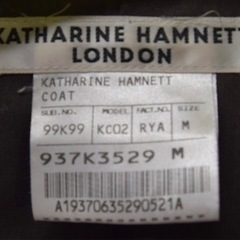 KATHARINE HAMNETT
LONDON
KATHARINE HAMNETT
COAT
SUB.NO. MODEL FACT.NO. SIZE
99K99 KC02 RYA M
937K3529 M
A19370635290521A